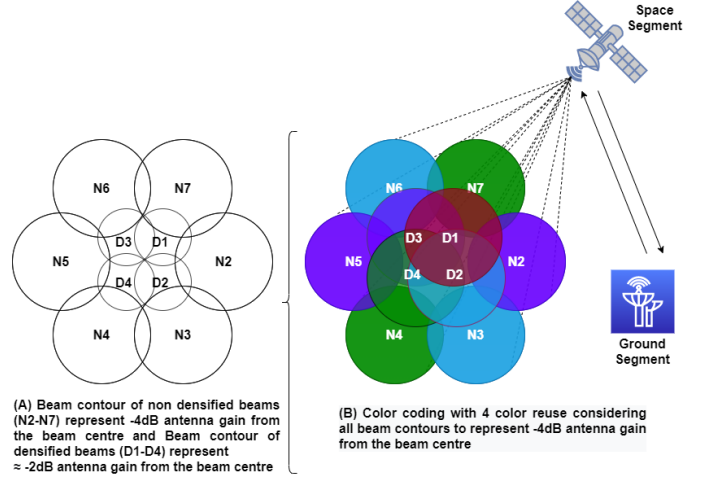 Space
Segment
N6
N7
N5
D3
D1
N2
D4
D2
N4
N3
N6
N7
D3
D1
N5
N2
D4
D2
N4
N3
Ground
Segment
(A) Beam contour of non densified beams
(N2-N7) represent -4dB antenna gain from
the beam centre and Beam contour of
densified beams (D1-D4) represent
≈ -2dB antenna gain from the beam centre
(B) Color coding with 4 color reuse considering
all beam contours to represent -4dB antenna gain
from the beam centre